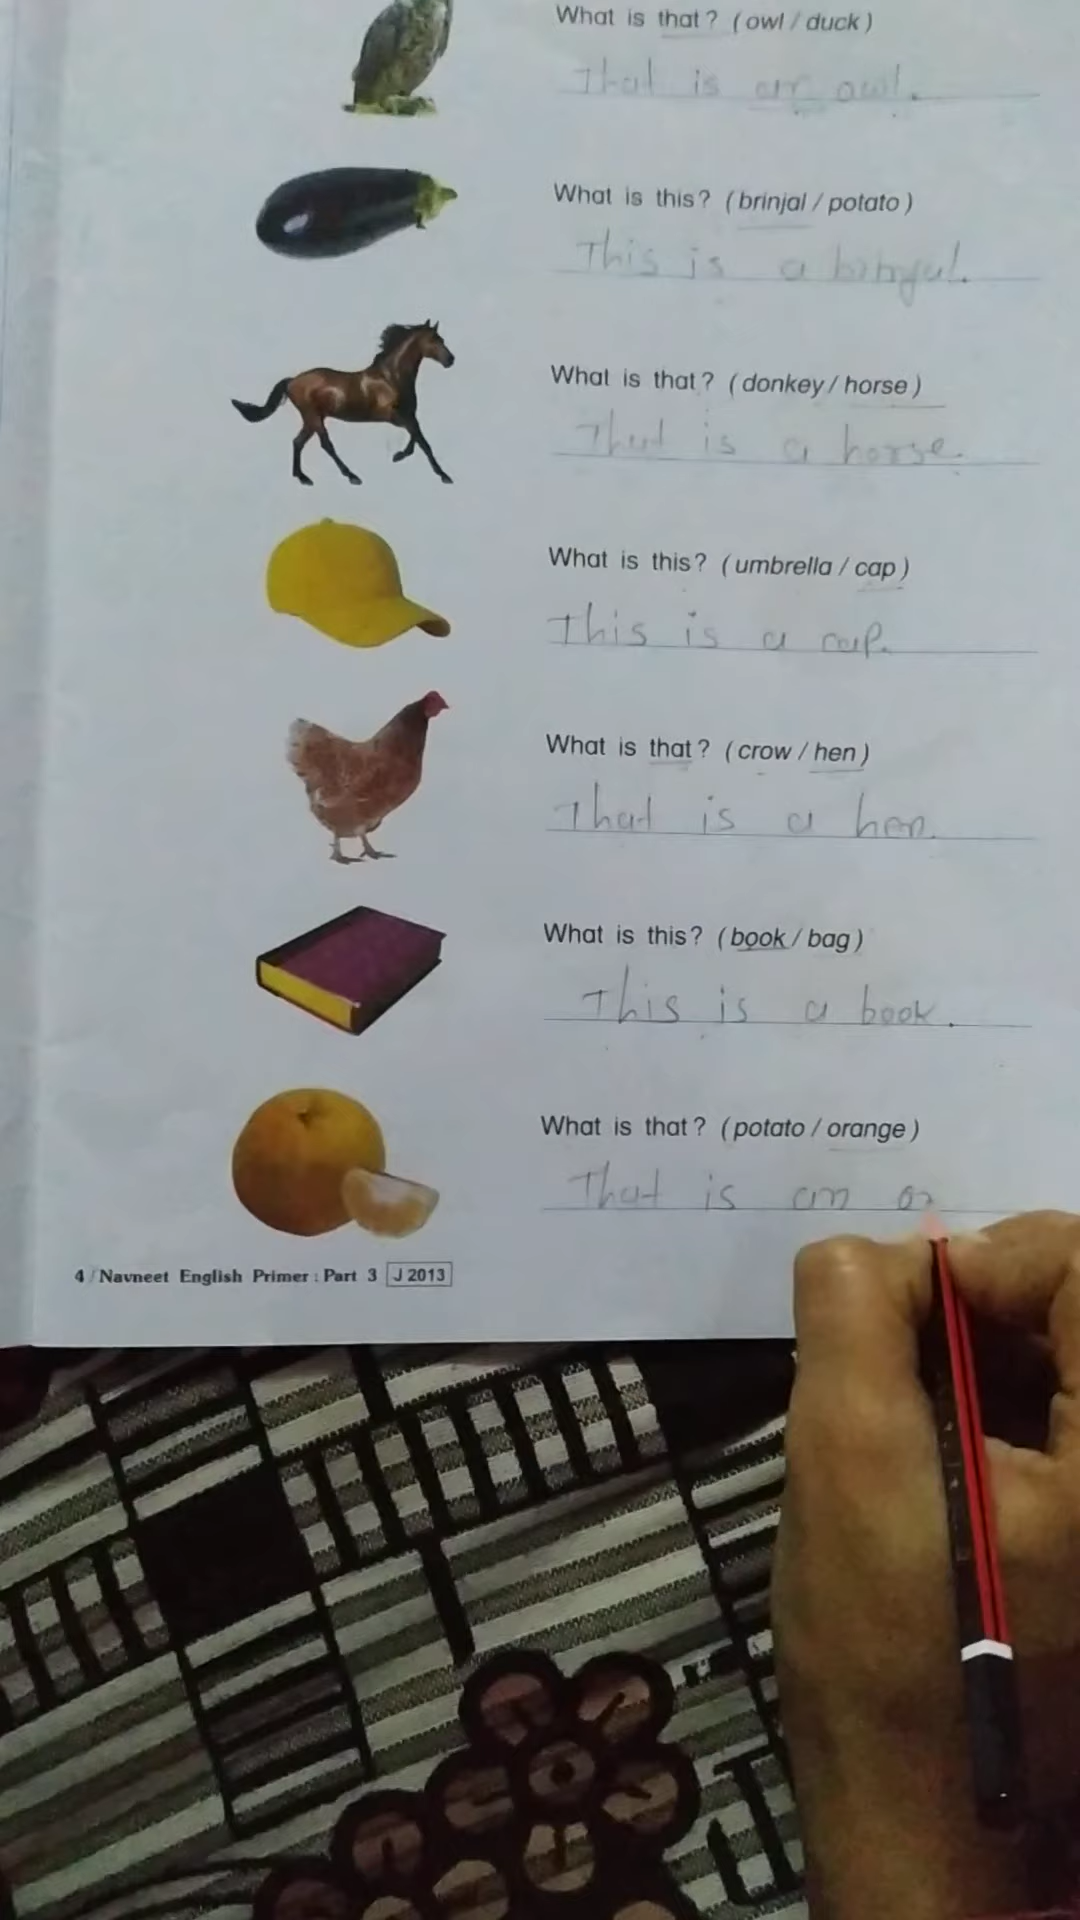 What is that? (owl / duck)
That is an owl.
What is this? (brinjal / potato)
This is a brinjal.
What is that? (donkey / horse)
That is a horse.
What is this? (umbrella / cap)
This is a cap.
What is that? (crow / hen)
That is a hen.
What is this? (book / bag)
This is a book.
What is that? (potato / orange)
That is an or
4 / Navneet English Primer : Part 3 J 2013